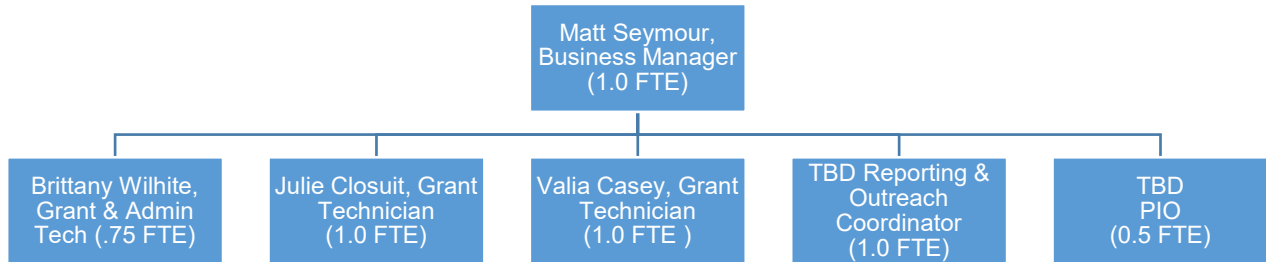 Matt Seymour,
Business Manager
(1.0 FTE)
Brittany Wilhite,
Grant & Admin
Tech (.75 FTE)
Julie Closuit, Grant
Technician
(1.0 FTE)
Valia Casey, Grant
Technician
(1.0 FTE )
TBD Reporting &
Outreach
Coordinator
(1.0 FTE)
TBD
PIO
(0.5 FTE)